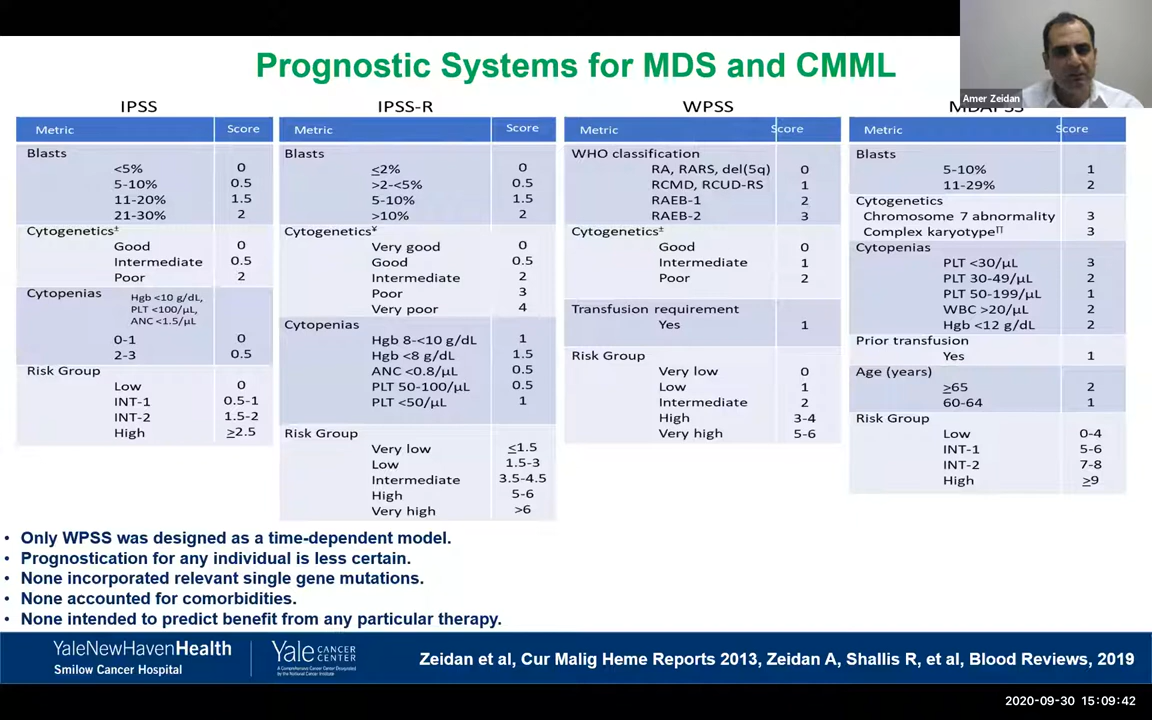 Prognostic Systems for MDS and CMML
Amer Zeidan
IPSS
Metric Score
Blasts
<5% 0
5-10% 0.5
11-20% 1.5
21-30% 2
Cytogenetics±
Good 0
Intermediate 0.5
Poor 2
Cytopenias
Hgb <10 g/dL,
PLT <100/µL,
ANC <1.5/µL
0-1 0
2-3 0.5
Risk Group
Low 0
INT-1 0.5-1
INT-2 1.5-2
High ≥2.5
IPSS-R
Metric Score
Blasts
≤2% 0
>2-<5% 0.5
5-10% 1.5
>10% 2
Cytogenetics¥
Very good 0
Good 0.5
Intermediate 2
Poor 3
Very poor 4
Cytopenias
Hgb 8-<10 g/dL 1
Hgb <8 g/dL 1.5
ANC <0.8/µL 0.5
PLT 50-100/µL 0.5
PLT <50/µL 1
Risk Group
Very low ≤1.5
Low 1.5-3
Intermediate 3.5-4.5
High 5-6
Very high >6
WPSS
Metric Score
WHO classification
RA, RARS, del(5q) 0
RCMD, RCUD-RS 1
RAEB-1 2
RAEB-2 3
Cytogenetics±
Good 0
Intermediate 1
Poor 2
Transfusion requirement
Yes 1
Risk Group
Very low 0
Low 1
Intermediate 2
High 3-4
Very high 5-6
MDAPSS
Metric Score
Blasts
5-10% 1
11-29% 2
Cytogenetics
Chromosome 7 abnormality 3
Complex karyotype∏ 3
Cytopenias
PLT <30/µL 3
PLT 30-49/µL 2
PLT 50-199/µL 1
WBC >20/µL 2
Hgb <12 g/dL 2
Prior transfusion
Yes 1
Age (years)
≥65 2
60-64 1
Risk Group
Low 0-4
INT-1 5-6
INT-2 7-8
High ≥9
• Only WPSS was designed as a time-dependent model.
• Prognostication for any individual is less certain.
• None incorporated relevant single gene mutations.
• None accounted for comorbidities.
• None intended to predict benefit from any particular therapy.
YaleNewHavenHealth
Smilow Cancer Hospital
Yale CANCER CENTER
A Comprehensive Cancer Center Designated
by the National Cancer Institute
Zeidan et al, Cur Malig Heme Reports 2013, Zeidan A, Shallis R, et al, Blood Reviews, 2019
2020-09-30 15:09:42